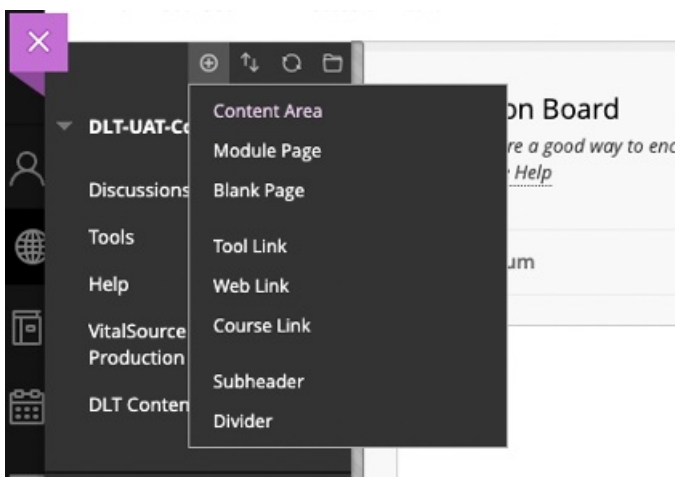 Content Area
on Board
DLT-UAT-Co
Module Page
re a good way to enc
Discussions
Blank Page
Help
Tools
Tool Link
um
Help
Web Link
VitalSource
Course Link
Production
Subheader
DLT Conten
Divider